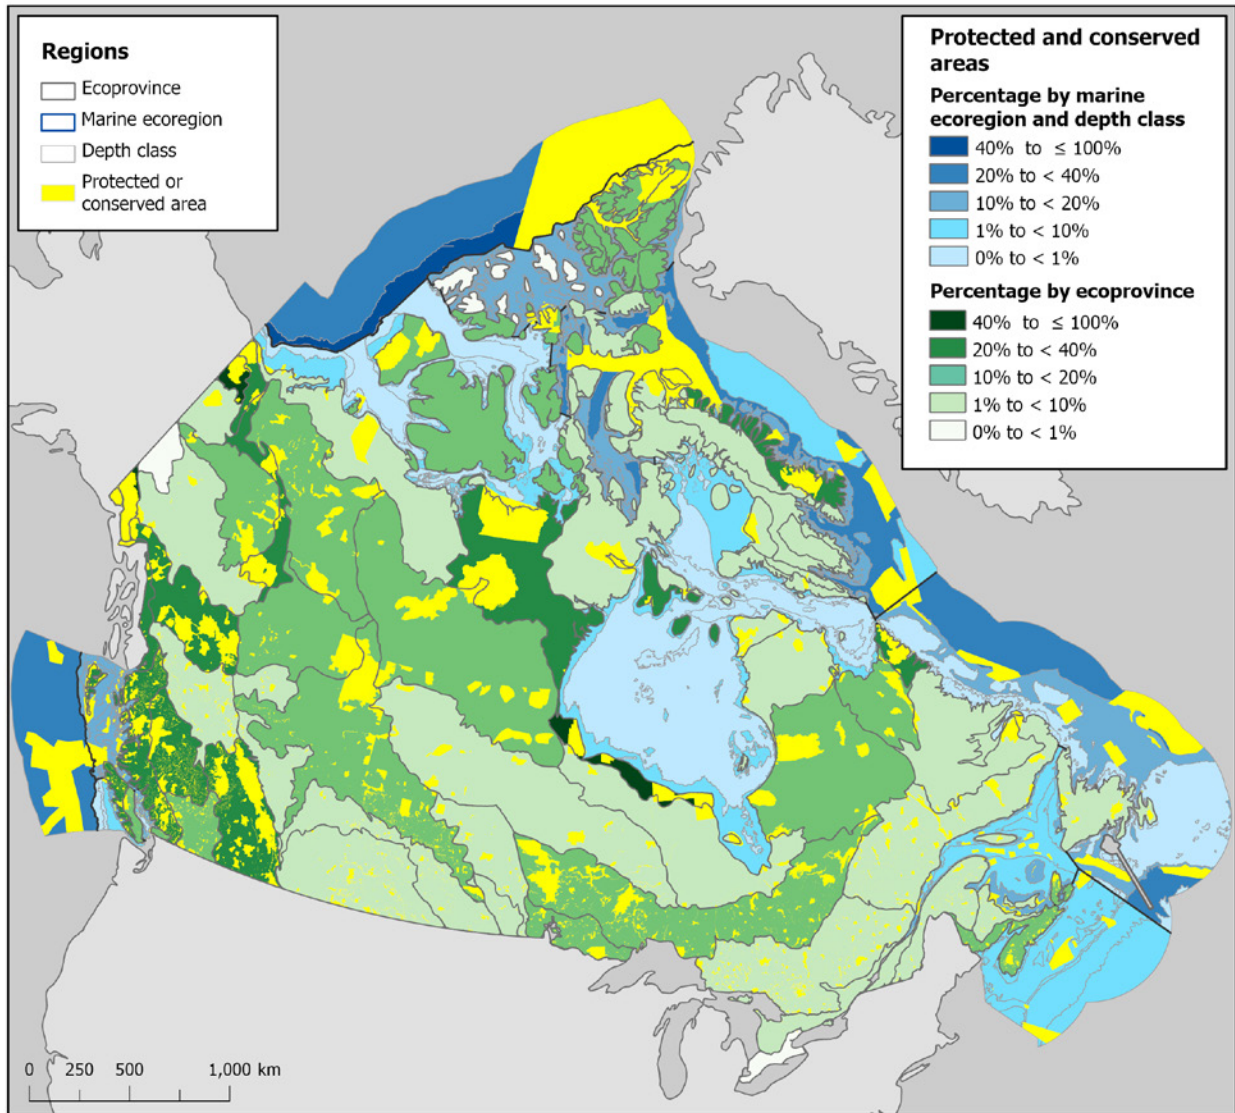 Regions
Ecoprovince
Marine ecoregion
Depth class
Protected or
conserved area
Protected and conserved
areas
Percentage by marine
ecoregion and depth class
40% to ≤ 100%
20% to < 40%
10% to < 20%
1% to < 10%
0% to < 1%
Percentage by ecoprovince
40% to ≤ 100%
20% to < 40%
10% to < 20%
1% to < 10%
0% to < 1%
0 250 500 1,000 km